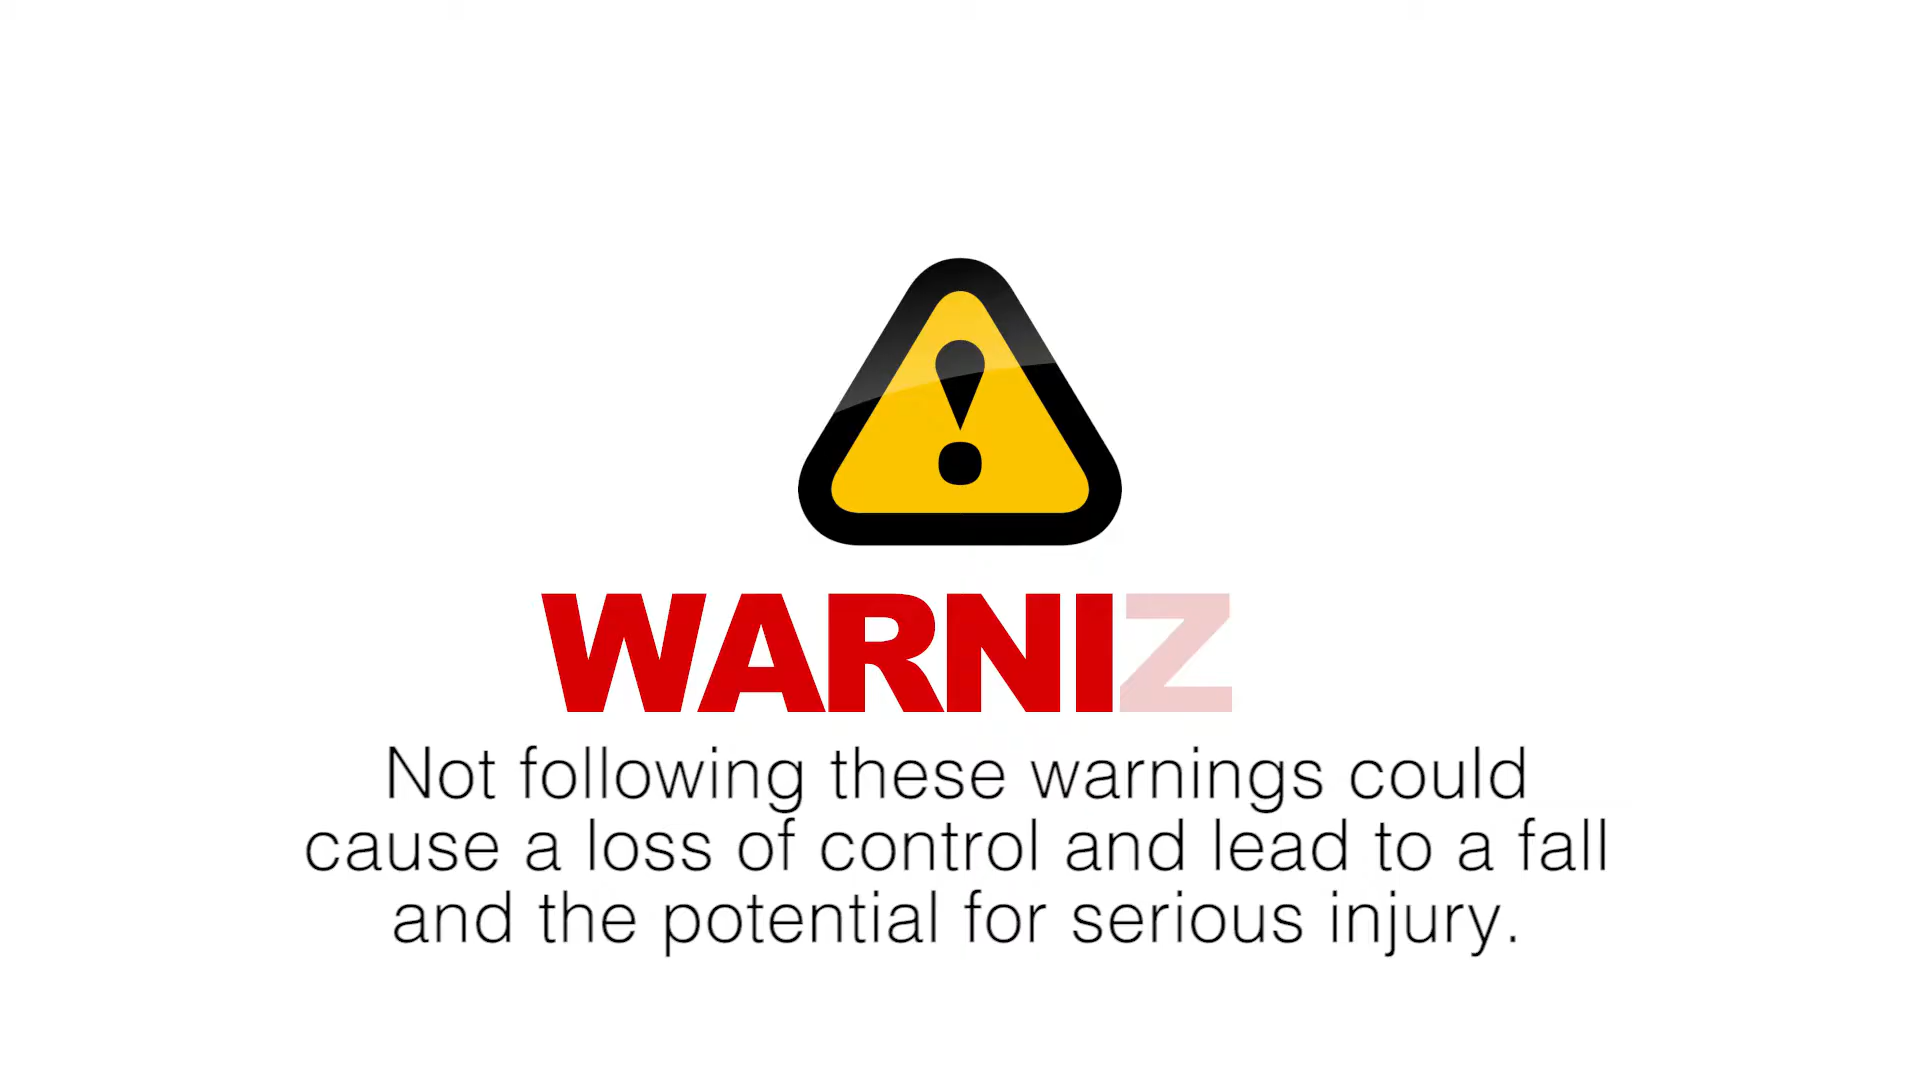 WARNIZ
Not following these warnings could
cause a loss of control and lead to a fall
and the potential for serious injury.